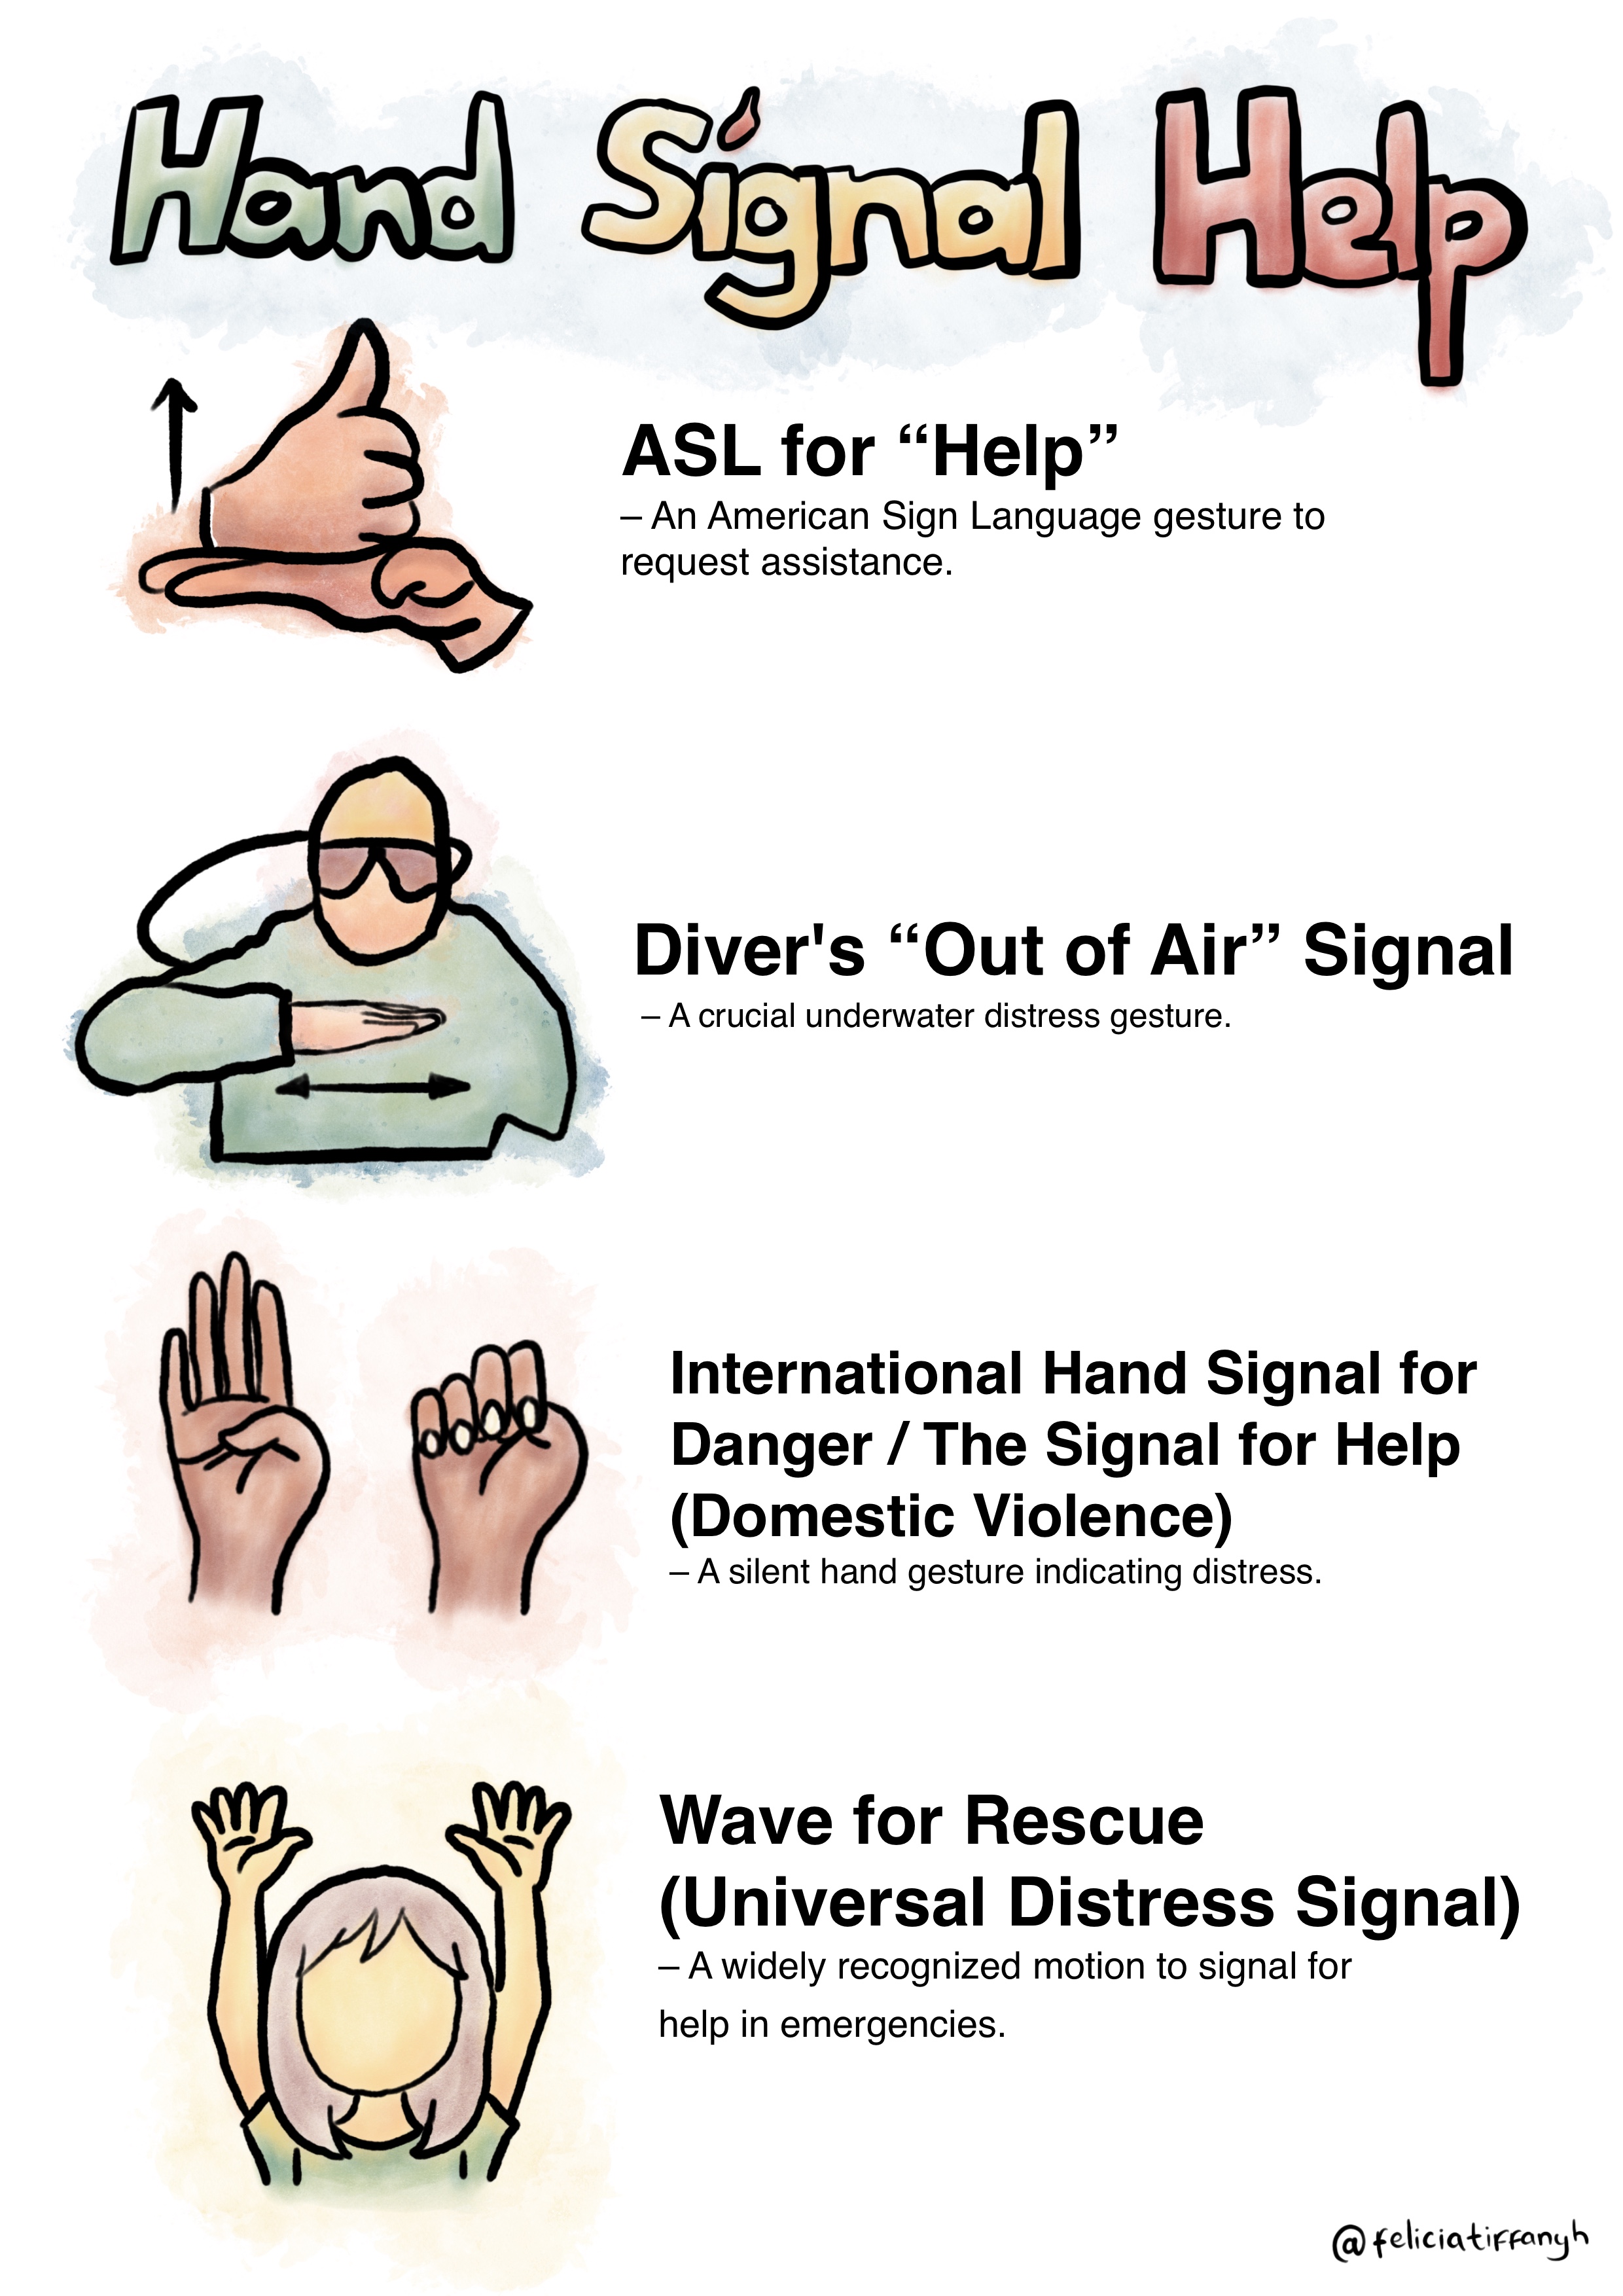 Hand Signal Help
ASL for “Help”
– An American Sign Language gesture to
request assistance.
Diver's “Out of Air” Signal
– A crucial underwater distress gesture.
International Hand Signal for
Danger / The Signal for Help
(Domestic Violence)
– A silent hand gesture indicating distress.
Wave for Rescue
(Universal Distress Signal)
– A widely recognized motion to signal for
help in emergencies.
@feliciatiffanyh